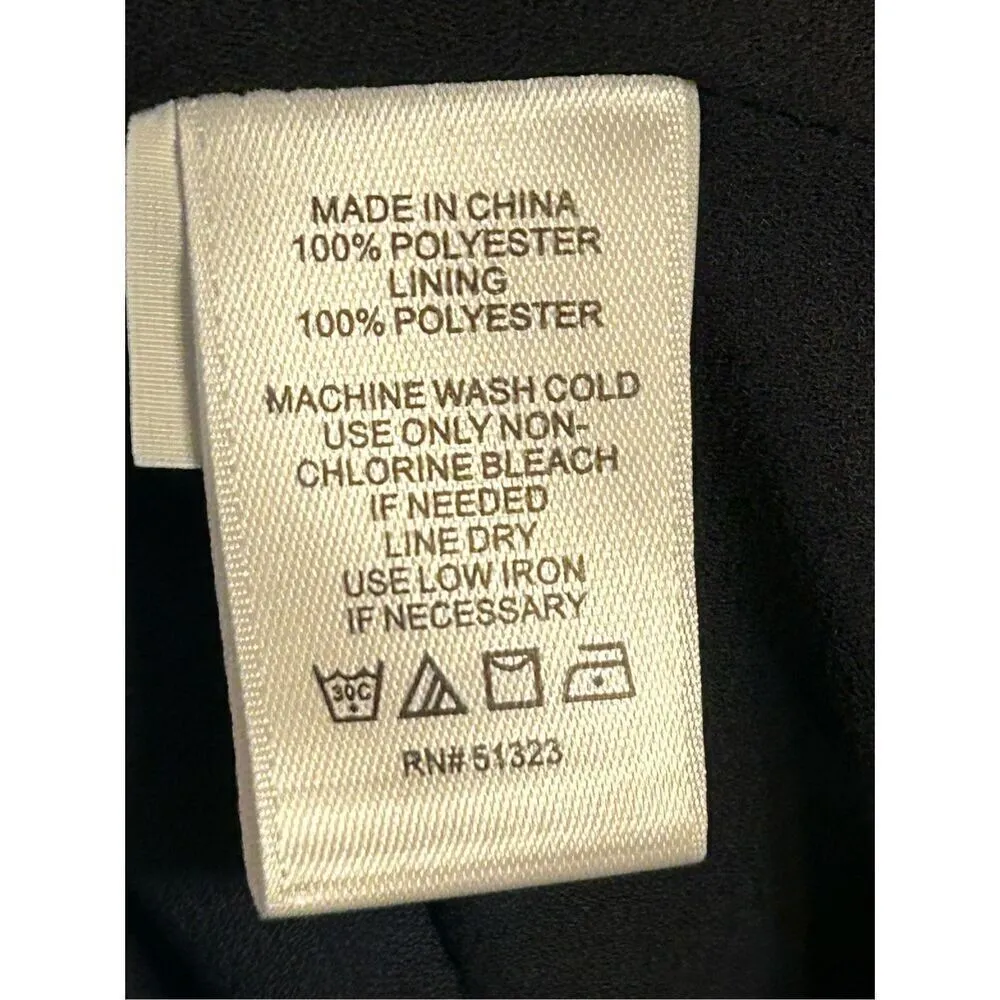 MADE IN CHINA
100% POLYESTER
LINING
100% POLYESTER
MACHINE WASH COLD
USE ONLY NON-
CHLORINE BLEACH
IF NEEDED
LINE DRY
USE LOW IRON
IF NECESSARY
30C
RN# 51323